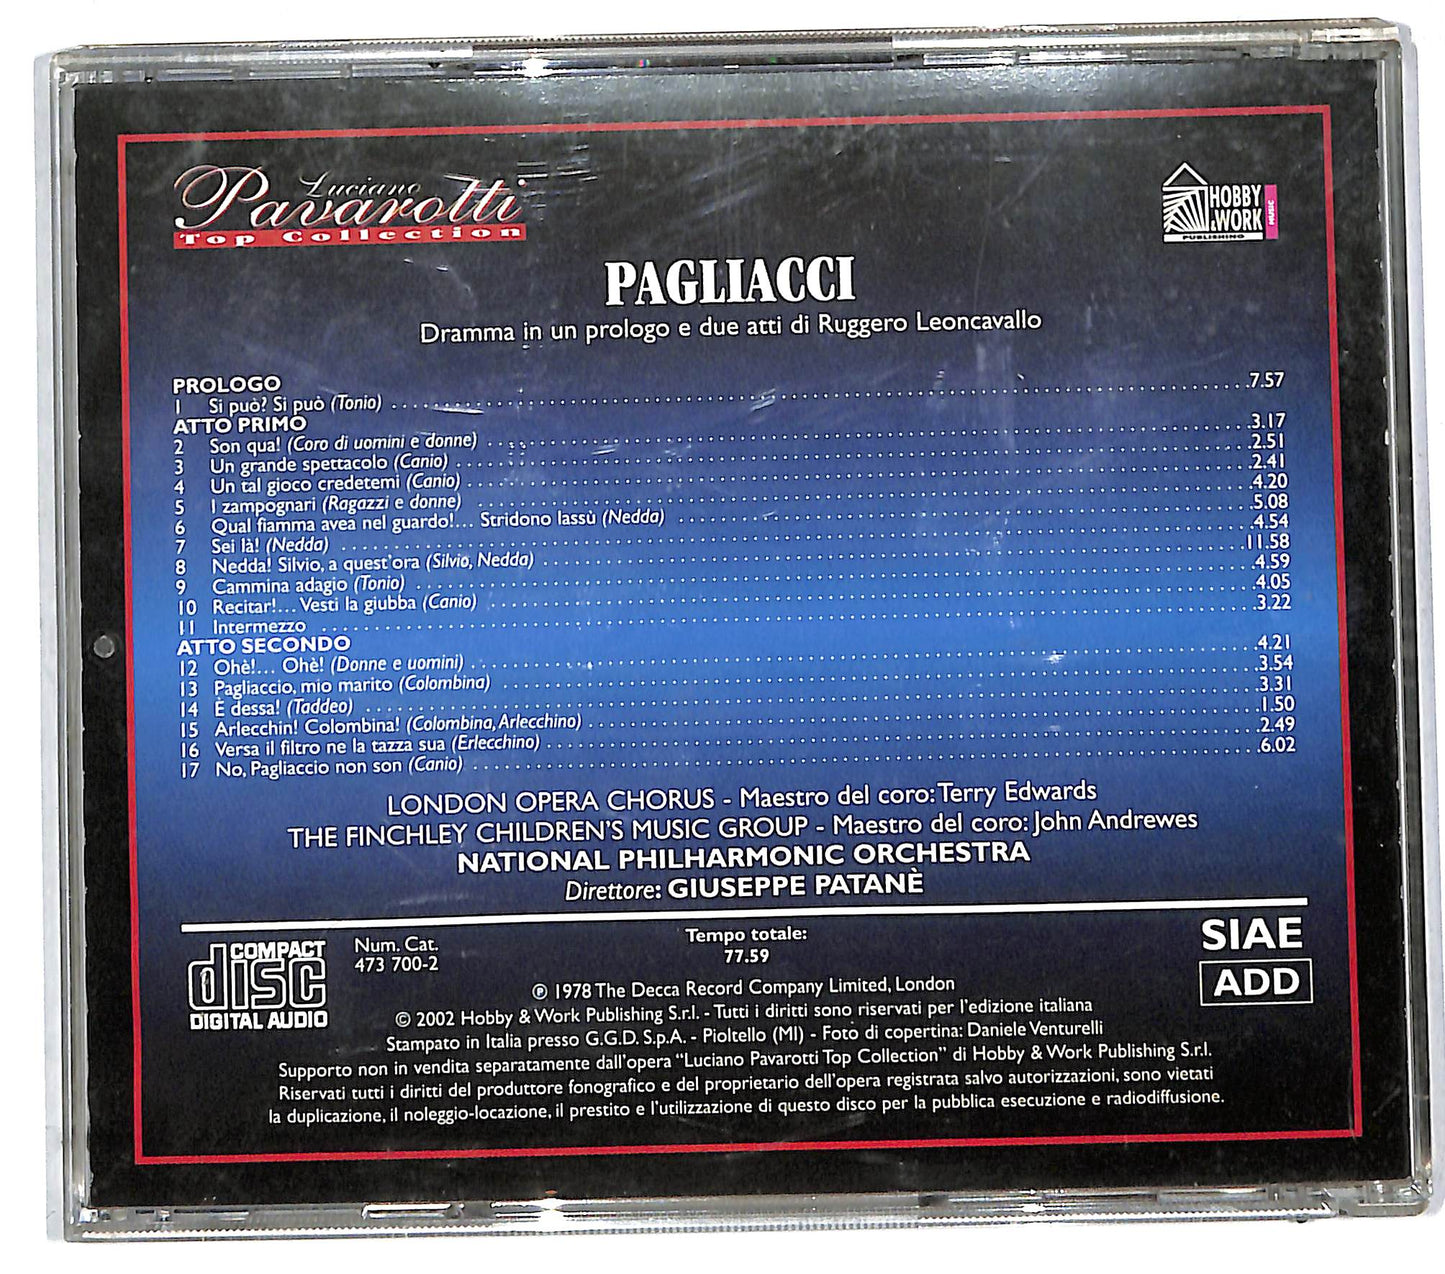 Luciano
Pavarotti
Top Collection
HOBBY
& WORK
PUBLISHING
MUSIC
PAGLIACCI
Dramma in un prologo e due atti di Ruggero Leoncavallo
PROLOGO
1 Si può? Si può (Tonio) 7.57
ATTO PRIMO
2 Son qua! (Coro di uomini e donne) 3.17
3 Un grande spettacolo (Canio) 2.51
4 Un tal gioco credetemi (Canio) 2.41
5 I zampognari (Ragazzi e donne) 4.20
6 Qual fiamma avea nel guardo!... Stridono lassù (Nedda) 5.08
7 Sei là! (Nedda) 4.54
8 Nedda! Silvio, a quest'ora (Silvio, Nedda) 11.58
9 Cammina adagio (Tonio) 4.59
10 Recitar!... Vesti la giubba (Canio) 4.05
11 Intermezzo 3.22
ATTO SECONDO
12 Ohè!... Ohè! (Donne e uomini) 4.21
13 Pagliaccio, mio marito (Colombina) 3.54
14 È dessa! (Taddeo) 3.31
15 Arlecchin! Colombina! (Colombina, Arlecchino) 1.50
16 Versa il filtro ne la tazza sua (Erlecchino) 2.49
17 No, Pagliaccio non son (Canio) 6.02
LONDON OPERA CHORUS - Maestro del coro: Terry Edwards
THE FINCHLEY CHILDREN'S MUSIC GROUP - Maestro del coro: John Andrewes
NATIONAL PHILHARMONIC ORCHESTRA
Direttore: GIUSEPPE PATANÈ
COMPACT
disc
DIGITAL AUDIO
Num. Cat.
473 700-2
Tempo totale:
77.59
SIAE
ADD
℗ 1978 The Decca Record Company Limited, London
© 2002 Hobby & Work Publishing S.r.l. - Tutti i diritti sono riservati per l'edizione italiana
Stampato in Italia presso G.G.D. S.p.A. - Pioltello (MI) - Foto di copertina: Daniele Venturelli
Supporto non in vendita separatamente dall'opera "Luciano Pavarotti Top Collection" di Hobby & Work Publishing S.r.l.
Riservati tutti i diritti del produttore fonografico e del proprietario dell'opera registrata salvo autorizzazioni, sono vietati
la duplicazione, il noleggio-locazione, il prestito e l'utilizzazione di questo disco per la pubblica esecuzione e radiodiffusione.